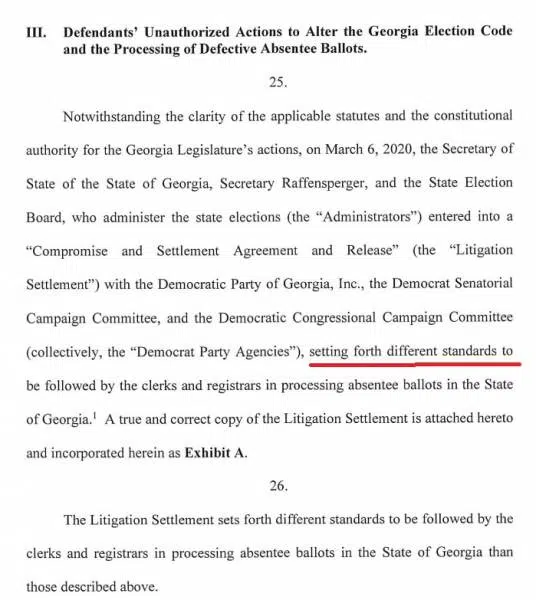 III. Defendants' Unauthorized Actions to Alter the Georgia Election Code
and the Processing of Defective Absentee Ballots.
25.
Notwithstanding the clarity of the applicable statutes and the constitutional
authority for the Georgia Legislature's actions, on March 6, 2020, the Secretary of
State of the State of Georgia, Secretary Raffensperger, and the State Election
Board, who administer the state elections (the “Administrators”) entered into a
“Compromise and Settlement Agreement and Release” (the “Litigation
Settlement”) with the Democratic Party of Georgia, Inc., the Democrat Senatorial
Campaign Committee, and the Democratic Congressional Campaign Committee
(collectively, the “Democrat Party Agencies”), setting forth different standards to
be followed by the clerks and registrars in processing absentee ballots in the State
of Georgia.¹ A true and correct copy of the Litigation Settlement is attached hereto
and incorporated herein as Exhibit A.
26.
The Litigation Settlement sets forth different standards to be followed by the
clerks and registrars in processing absentee ballots in the State of Georgia than
those described above.